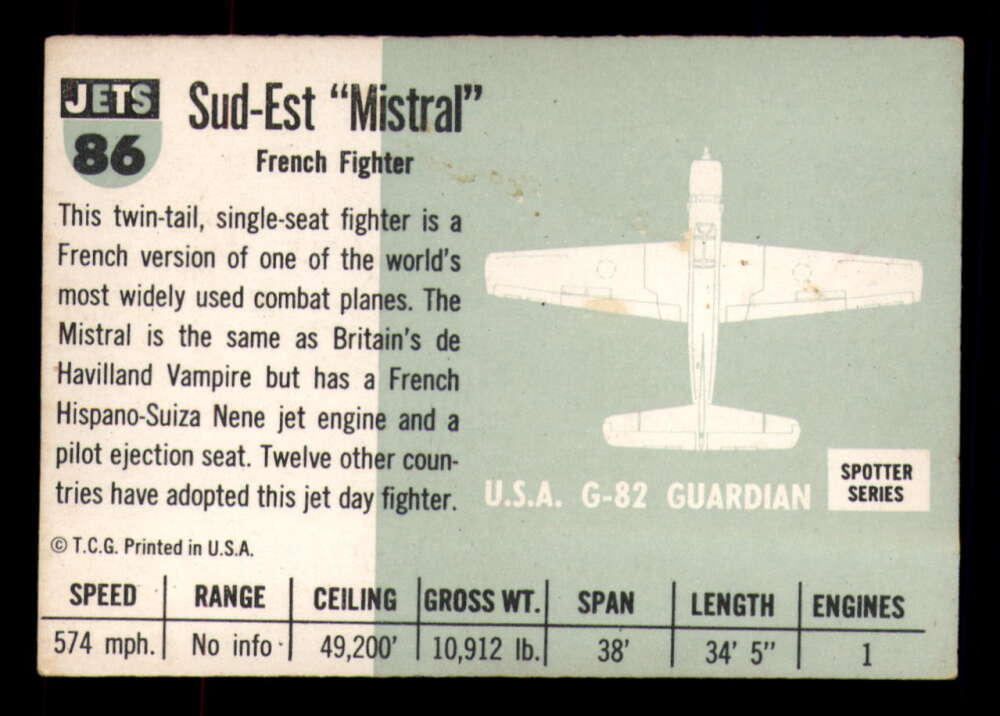 JETS
86
Sud-Est "Mistral"
French Fighter
This twin-tail, single-seat fighter is a
French version of one of the world's
most widely used combat planes. The
Mistral is the same as Britain's de
Havilland Vampire but has a French
Hispano-Suiza Nene jet engine and a
pilot ejection seat. Twelve other coun-
tries have adopted this jet day fighter.
© T.C.G. Printed in U.S.A.
U.S.A. G-82 GUARDIAN
SPOTTER
SERIES
SPEED RANGE CEILING GROSS WT. SPAN LENGTH ENGINES
574 mph. No info· 49,200' 10,912 lb. 38' 34' 5" 1